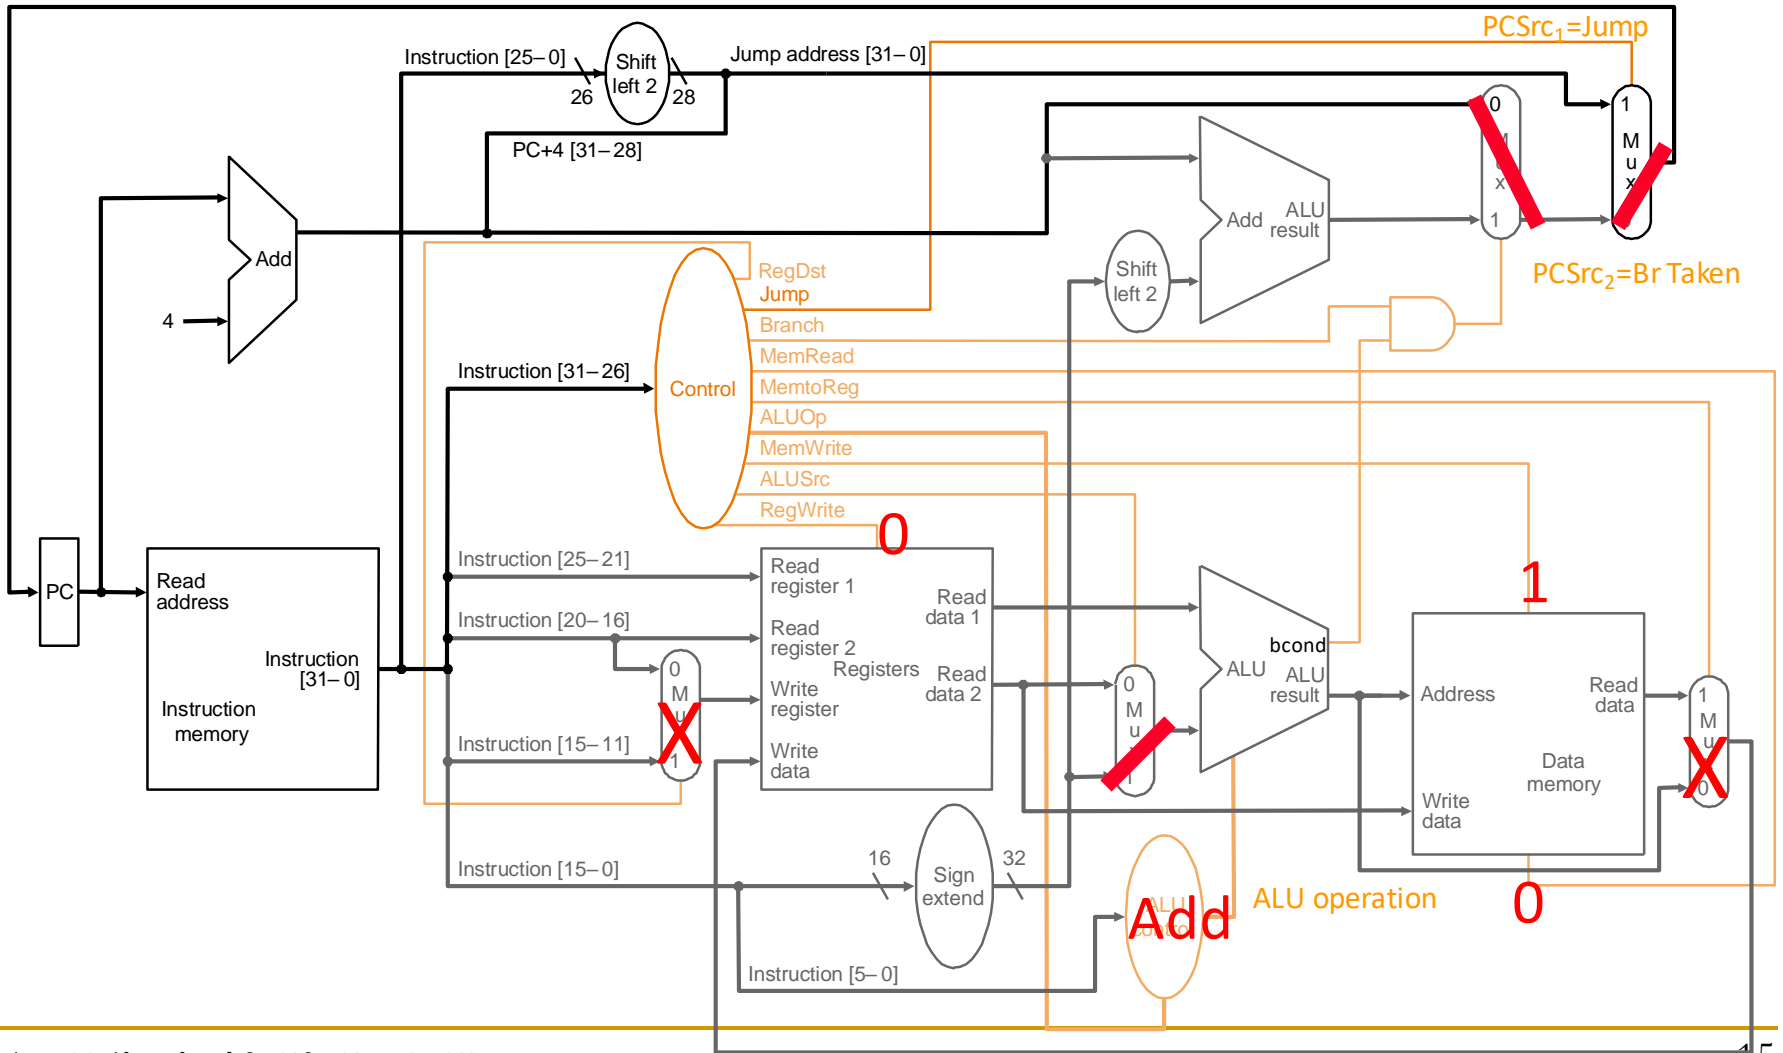 PCSrc1=Jump
Instruction [25–0]
Shift
left 2
Jump address [31–0]
26
28
PC+4 [31–28]
0
M
u
x
1
1
M
u
x
Add
4
Add
ALU
result
Shift
left 2
PCSrc2=Br Taken
RegDst
Jump
Branch
MemRead
MemtoReg
ALUOp
MemWrite
ALUSrc
RegWrite
Instruction [31–26]
Control
0
PC
Read
address
Instruction
[31–0]
Instruction
memory
Instruction [25–21]
Instruction [20–16]
Instruction [15–11]
Instruction [15–0]
Instruction [5–0]
0
M
u
X
1
Read
register 1
Read
register 2
Registers
Write
register
Write
data
Read
data 1
Read
data 2
0
M
u
bcond
ALU
ALU
result
1
Address
Read
data
Data
memory
Write
data
1
M
u
X
0
16
Sign
extend
32
ALU
control
Add
ALU operation
0